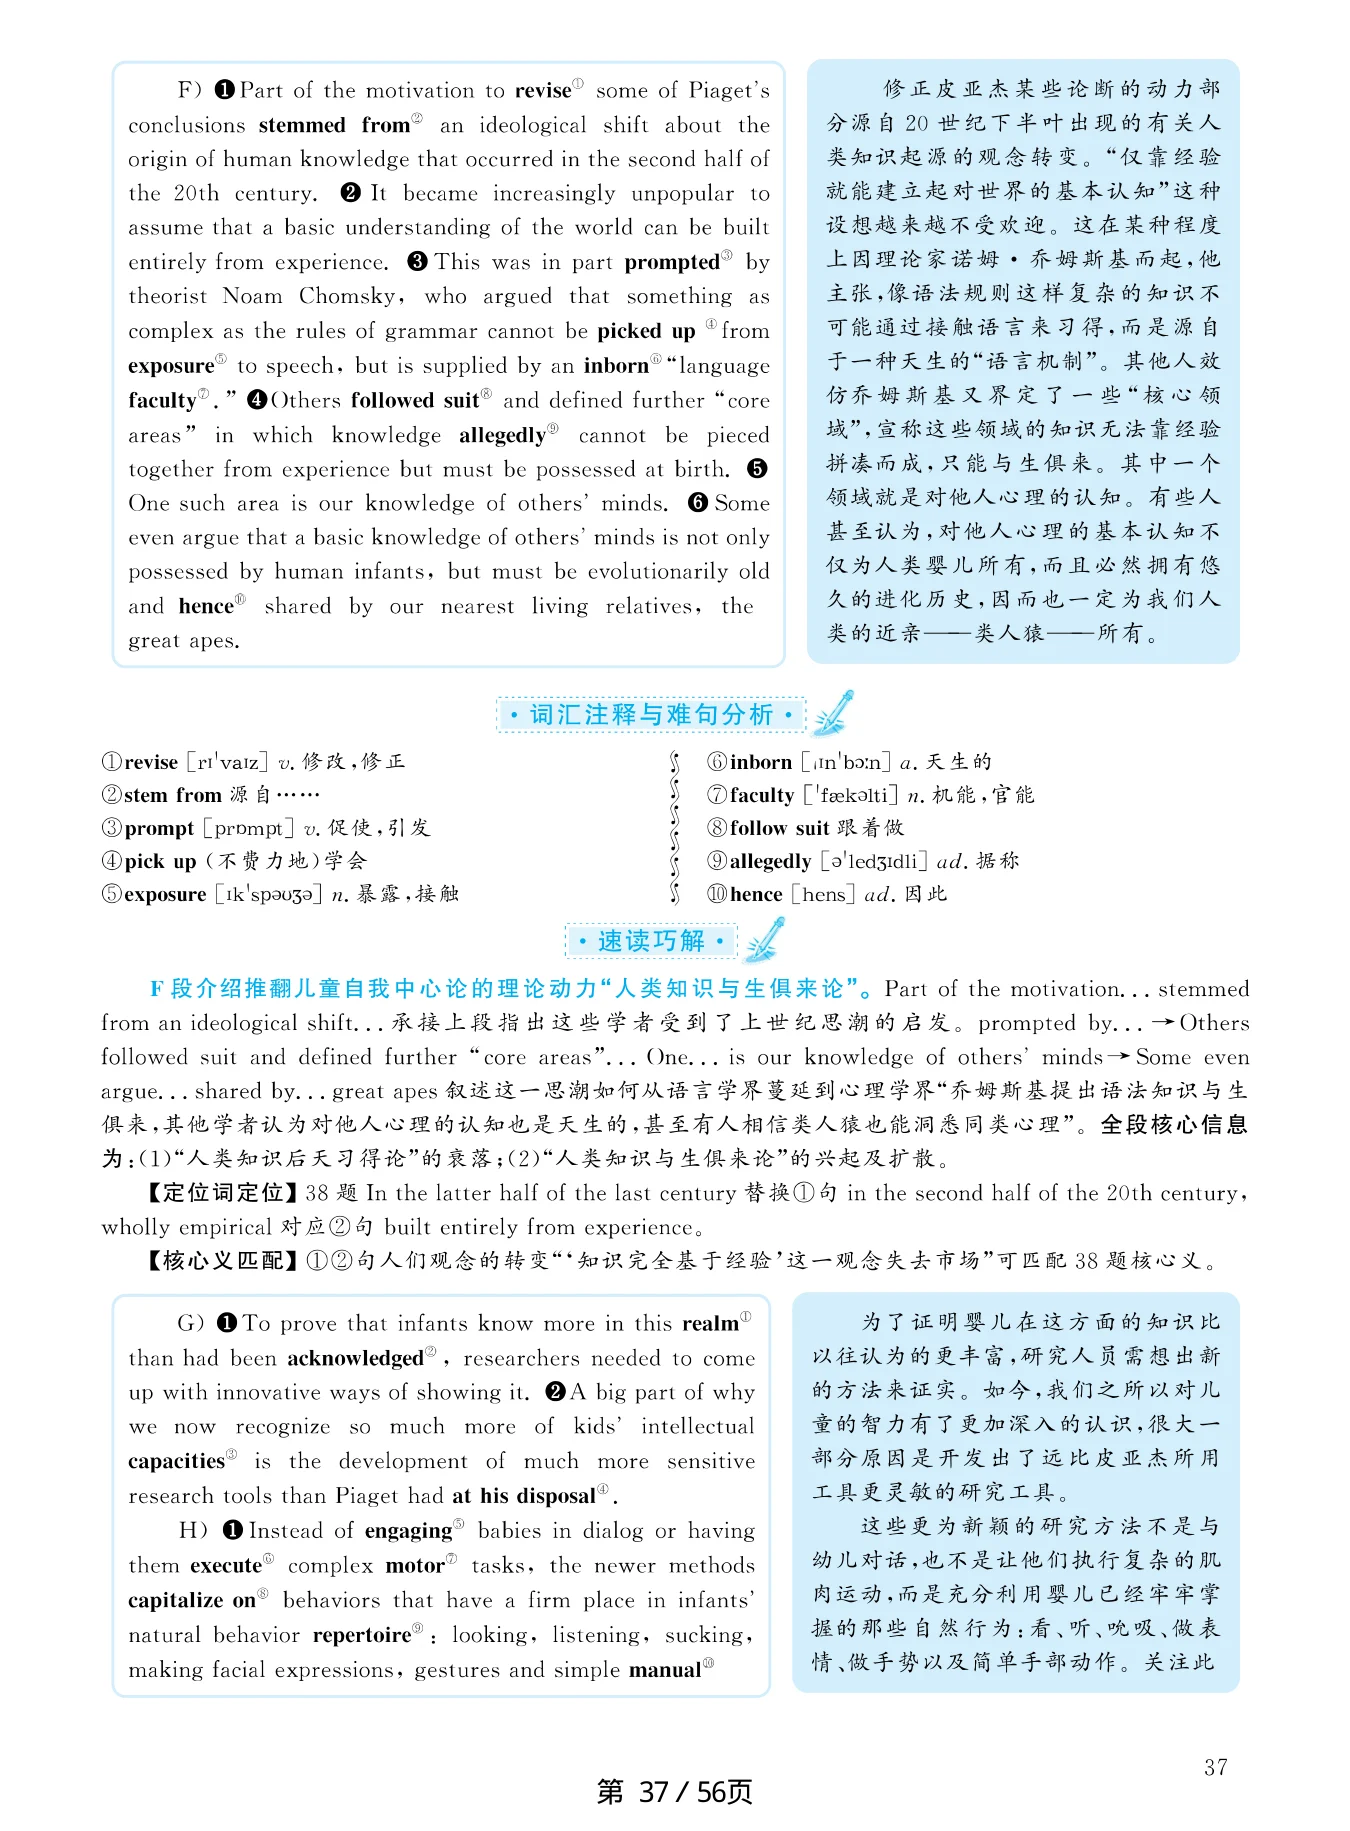 F) ❶Part of the motivation to revise① some of Piaget's
conclusions stemmed from② an ideological shift about the
origin of human knowledge that occurred in the second half of
the 20th century. ❷ It became increasingly unpopular to
assume that a basic understanding of the world can be built
entirely from experience. ❸This was in part prompted③ by
theorist Noam Chomsky, who argued that something as
complex as the rules of grammar cannot be picked up ④from
exposure⑤ to speech, but is supplied by an inborn⑥“language
faculty⑦.” ❹Others followed suit⑧ and defined further “core
areas” in which knowledge allegedly⑨ cannot be pieced
together from experience but must be possessed at birth. ❺
One such area is our knowledge of others' minds. ❻Some
even argue that a basic knowledge of others' minds is not only
possessed by human infants, but must be evolutionarily old
and hence⑩ shared by our nearest living relatives, the
great apes.
修正皮亚杰某些论断的动力部
分源自 20 世纪下半叶出现的有关人
类知识起源的观念转变。“仅靠经验
就能建立起对世界的基本认知”这种
设想越来越不受欢迎。这在某种程度
上因理论家诺姆·乔姆斯基而起,他
主张,像语法规则这样复杂的知识不
可能通过接触语言来习得,而是源自
于一种天生的“语言机制”。其他人效
仿乔姆斯基又界定了一些“核心领
域”,宣称这些领域的知识无法靠经验
拼凑而成,只能与生俱来。其中一个
领域就是对他人心理的认知。有些人
甚至认为,对他人心理的基本认知不
仅为人类婴儿所有,而且必然拥有悠
久的进化历史,因而也一定为我们人
类的近亲——类人猿——所有。
·词汇注释与难句分析·
①revise [rɪˈvaɪz] v. 修改,修正
②stem from 源自……
③prompt [prɒmpt] v. 促使,引发
④pick up (不费力地)学会
⑤exposure [ɪkˈspəʊʒə] n. 暴露,接触
⑥inborn [ˌɪnˈbɔːn] a. 天生的
⑦faculty [ˈfækəlti] n. 机能,官能
⑧follow suit 跟着做
⑨allegedly [əˈledʒɪdli] ad. 据称
⑩hence [hens] ad. 因此
·速读巧解·
F 段介绍推翻儿童自我中心论的理论动力“人类知识与生俱来论”。Part of the motivation... stemmed
from an ideological shift...承接上段指出这些学者受到了上世纪思潮的启发。prompted by...→Others
followed suit and defined further “core areas”... One... is our knowledge of others' minds→Some even
argue... shared by... great apes 叙述这一思潮如何从语言学界蔓延到心理学界“乔姆斯基提出语法知识与生
俱来,其他学者认为对他人心理的认知也是天生的,甚至有人相信类人猿也能洞悉同类心理”。全段核心信息
为:(1)“人类知识后天习得论”的衰落;(2)“人类知识与生俱来论”的兴起及扩散。
【定位词定位】38 题 In the latter half of the last century 替换①句 in the second half of the 20th century,
wholly empirical 对应②句 built entirely from experience。
【核心义匹配】①②句人们观念的转变“‘知识完全基于经验’这一观念失去市场”可匹配 38 题核心义。
G) ❶To prove that infants know more in this realm①
than had been acknowledged②, researchers needed to come
up with innovative ways of showing it. ❷A big part of why
we now recognize so much more of kids' intellectual
capacities③ is the development of much more sensitive
research tools than Piaget had at his disposal④.
H) ❶Instead of engaging⑤ babies in dialog or having
them execute⑥ complex motor⑦ tasks, the newer methods
capitalize on⑧ behaviors that have a firm place in infants'
natural behavior repertoire⑨: looking, listening, sucking,
making facial expressions, gestures and simple manual⑩
为了证明婴儿在这方面的知识比
以往认为的更丰富,研究人员需想出新
的方法来证实。如今,我们之所以对儿
童的智力有了更加深入的认识,很大一
部分原因是开发出了远比皮亚杰所用
工具更灵敏的研究工具。
这些更为新颖的研究方法不是与
幼儿对话,也不是让他们执行复杂的肌
肉运动,而是充分利用婴儿已经牢牢掌
握的那些自然行为:看、听、吮吸、做表
情、做手势以及简单手部动作。关注此
37
第 37 / 56页